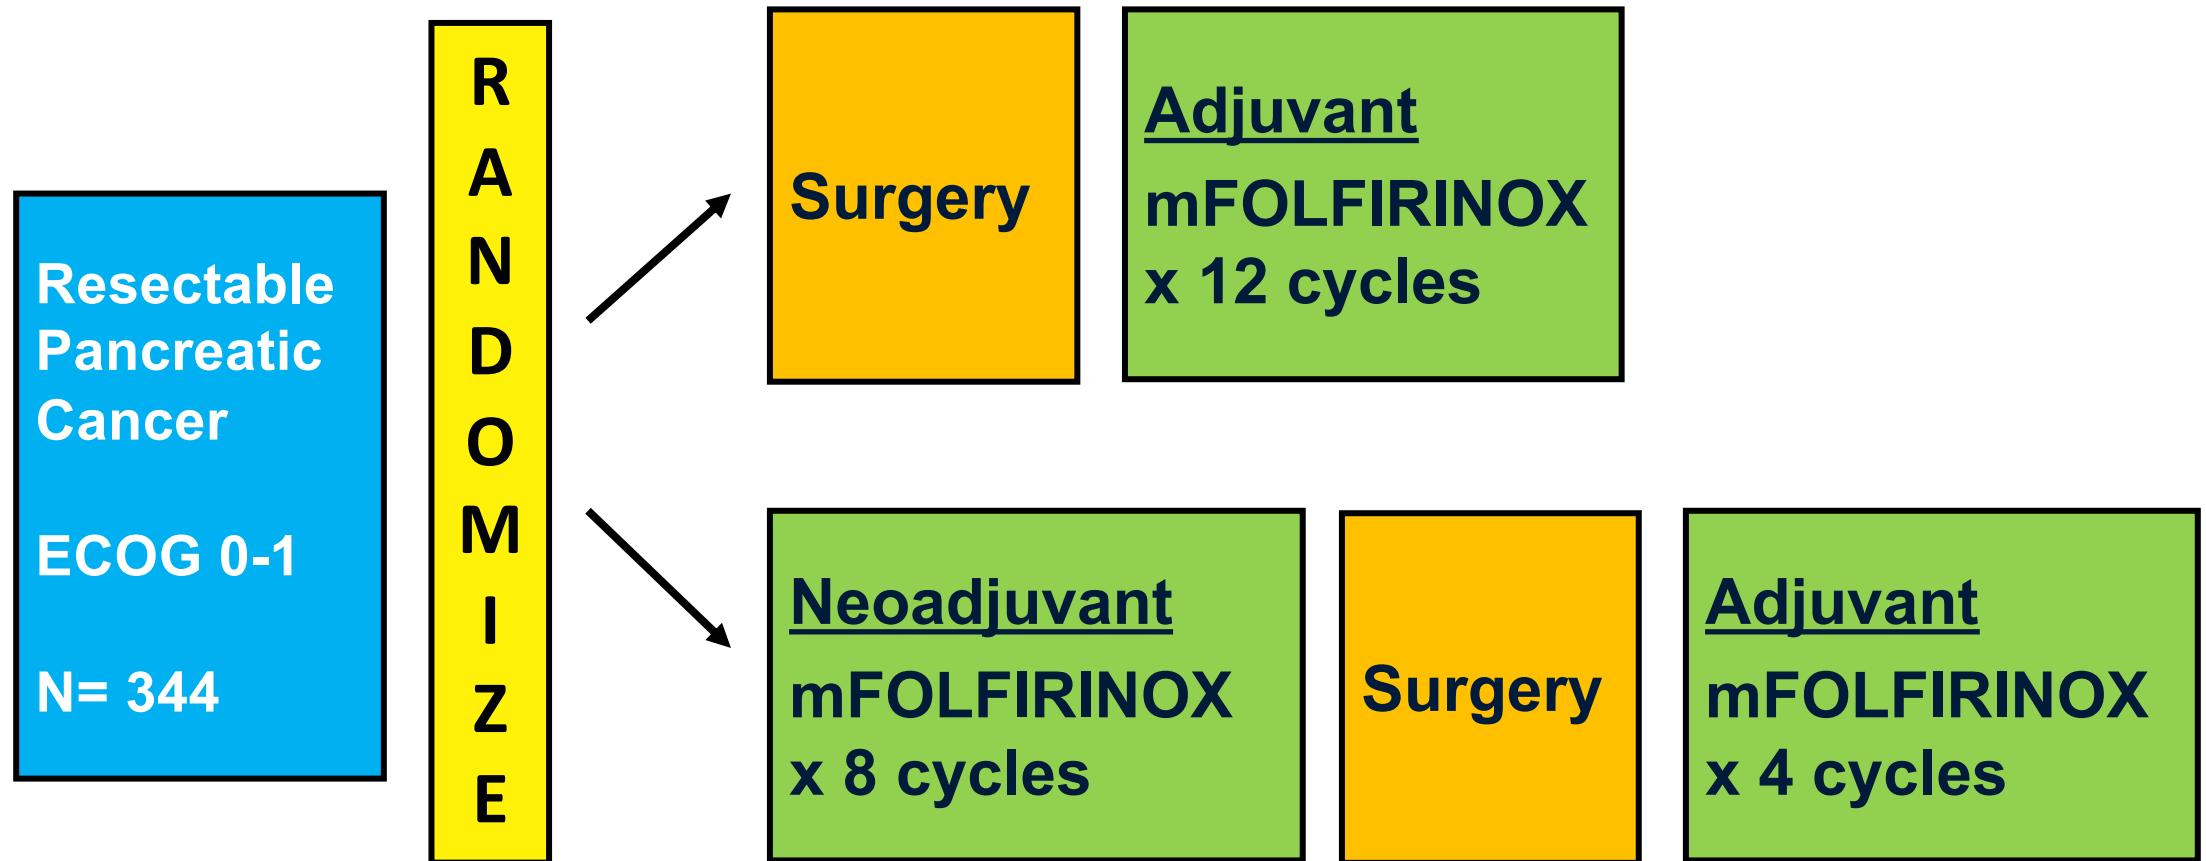 Resectable
Pancreatic
Cancer
ECOG 0-1
N= 344
R
A
N
D
O
M
I
Z
E
Surgery
Adjuvant
mFOLFIRINOX
x 12 cycles
Neoadjuvant
mFOLFIRINOX
x 8 cycles
Surgery
Adjuvant
mFOLFIRINOX
x 4 cycles